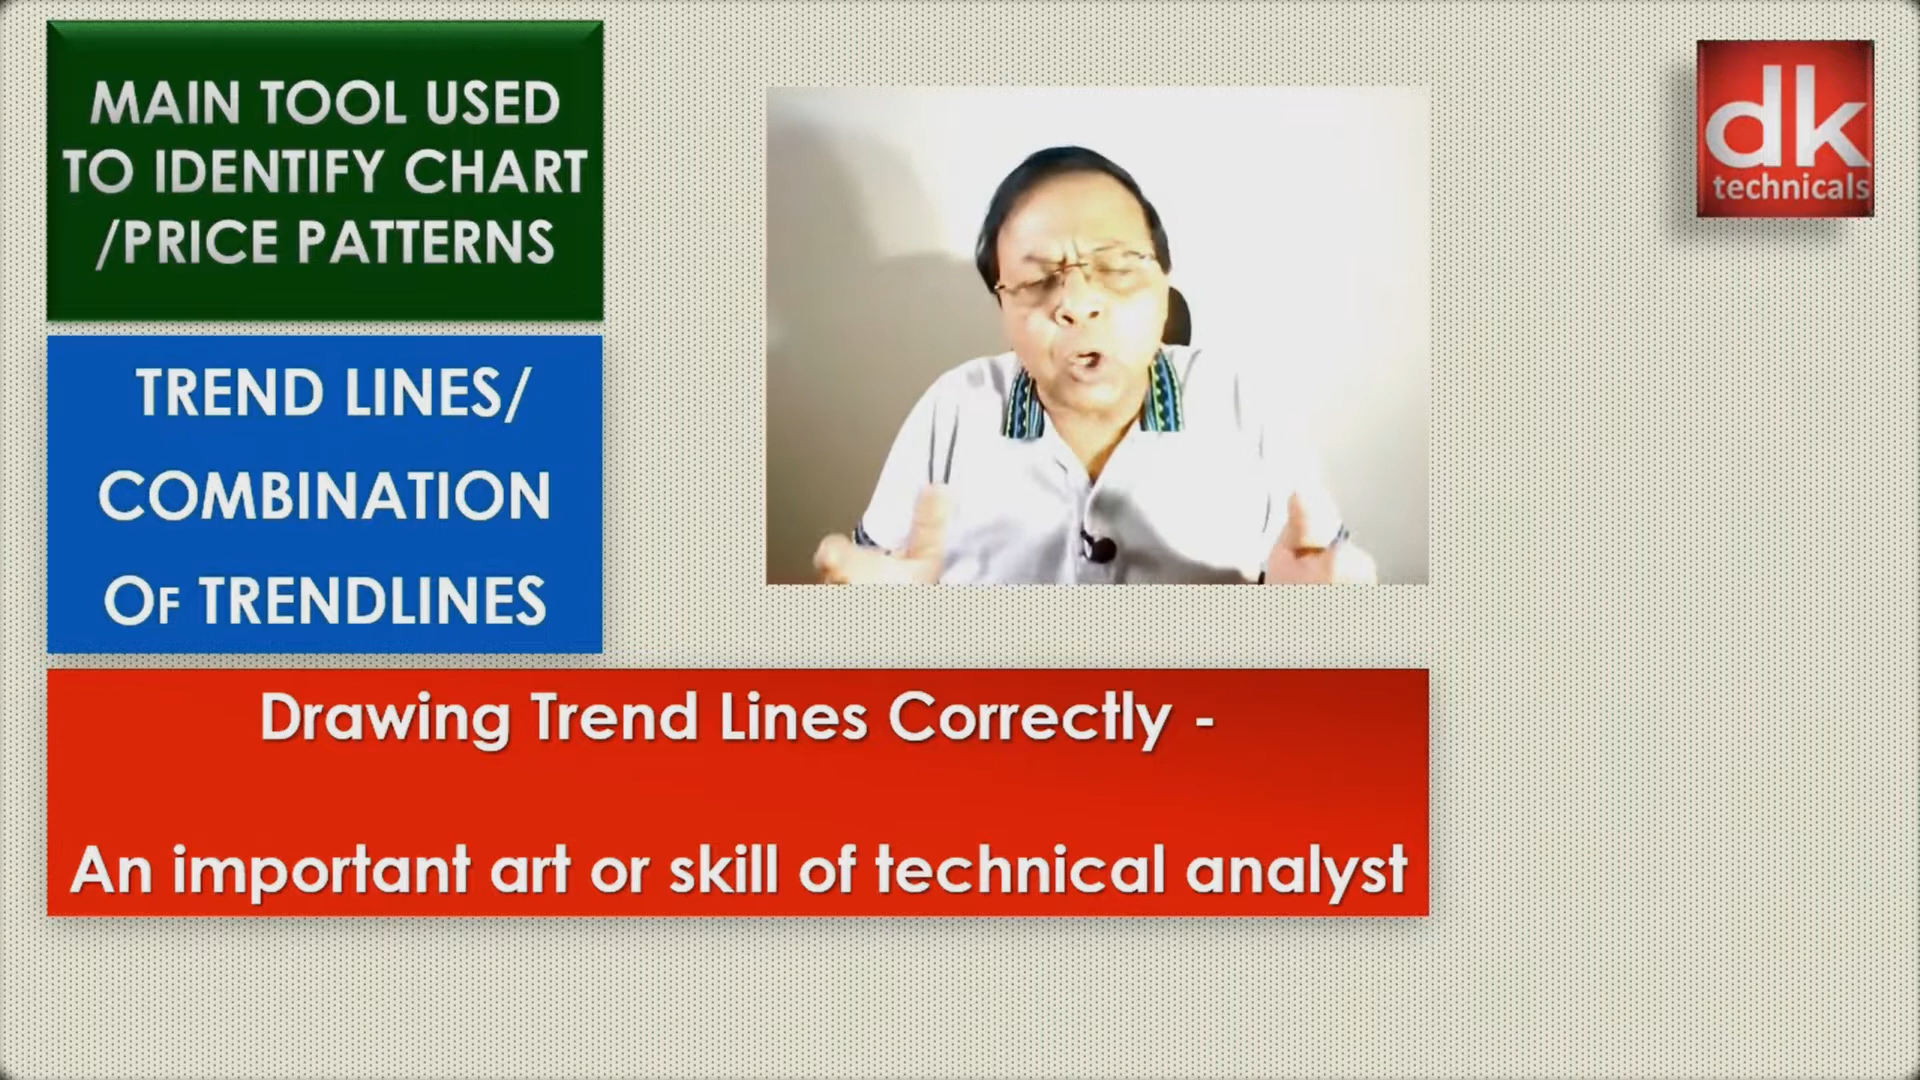 MAIN TOOL USED
TO IDENTIFY CHART
/PRICE PATTERNS
TREND LINES/
COMBINATION
OF TRENDLINES
Drawing Trend Lines Correctly -
An important art or skill of technical analyst
dk
technicals